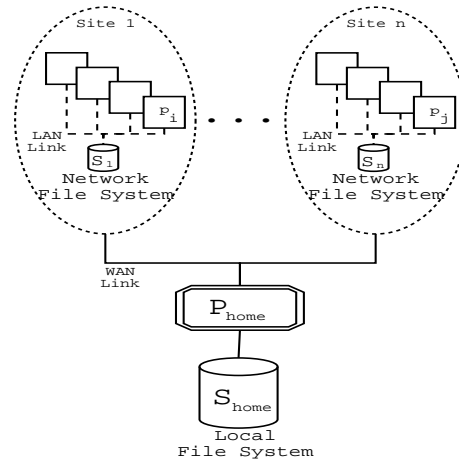 Site 1
Site n
p i
p j
LAN
Link
LAN
Link
S 1
S n
Network
File System
Network
File System
WAN
Link
P home
S home
Local
File System